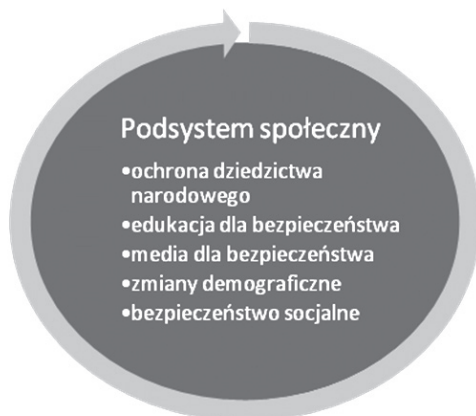 Podsystem społeczny
•ochrona dziedzictwa
narodowego
•edukacja dla bezpieczeństwa
•media dla bezpieczeństwa
•zmiany demograficzne
•bezpieczeństwo socjalne